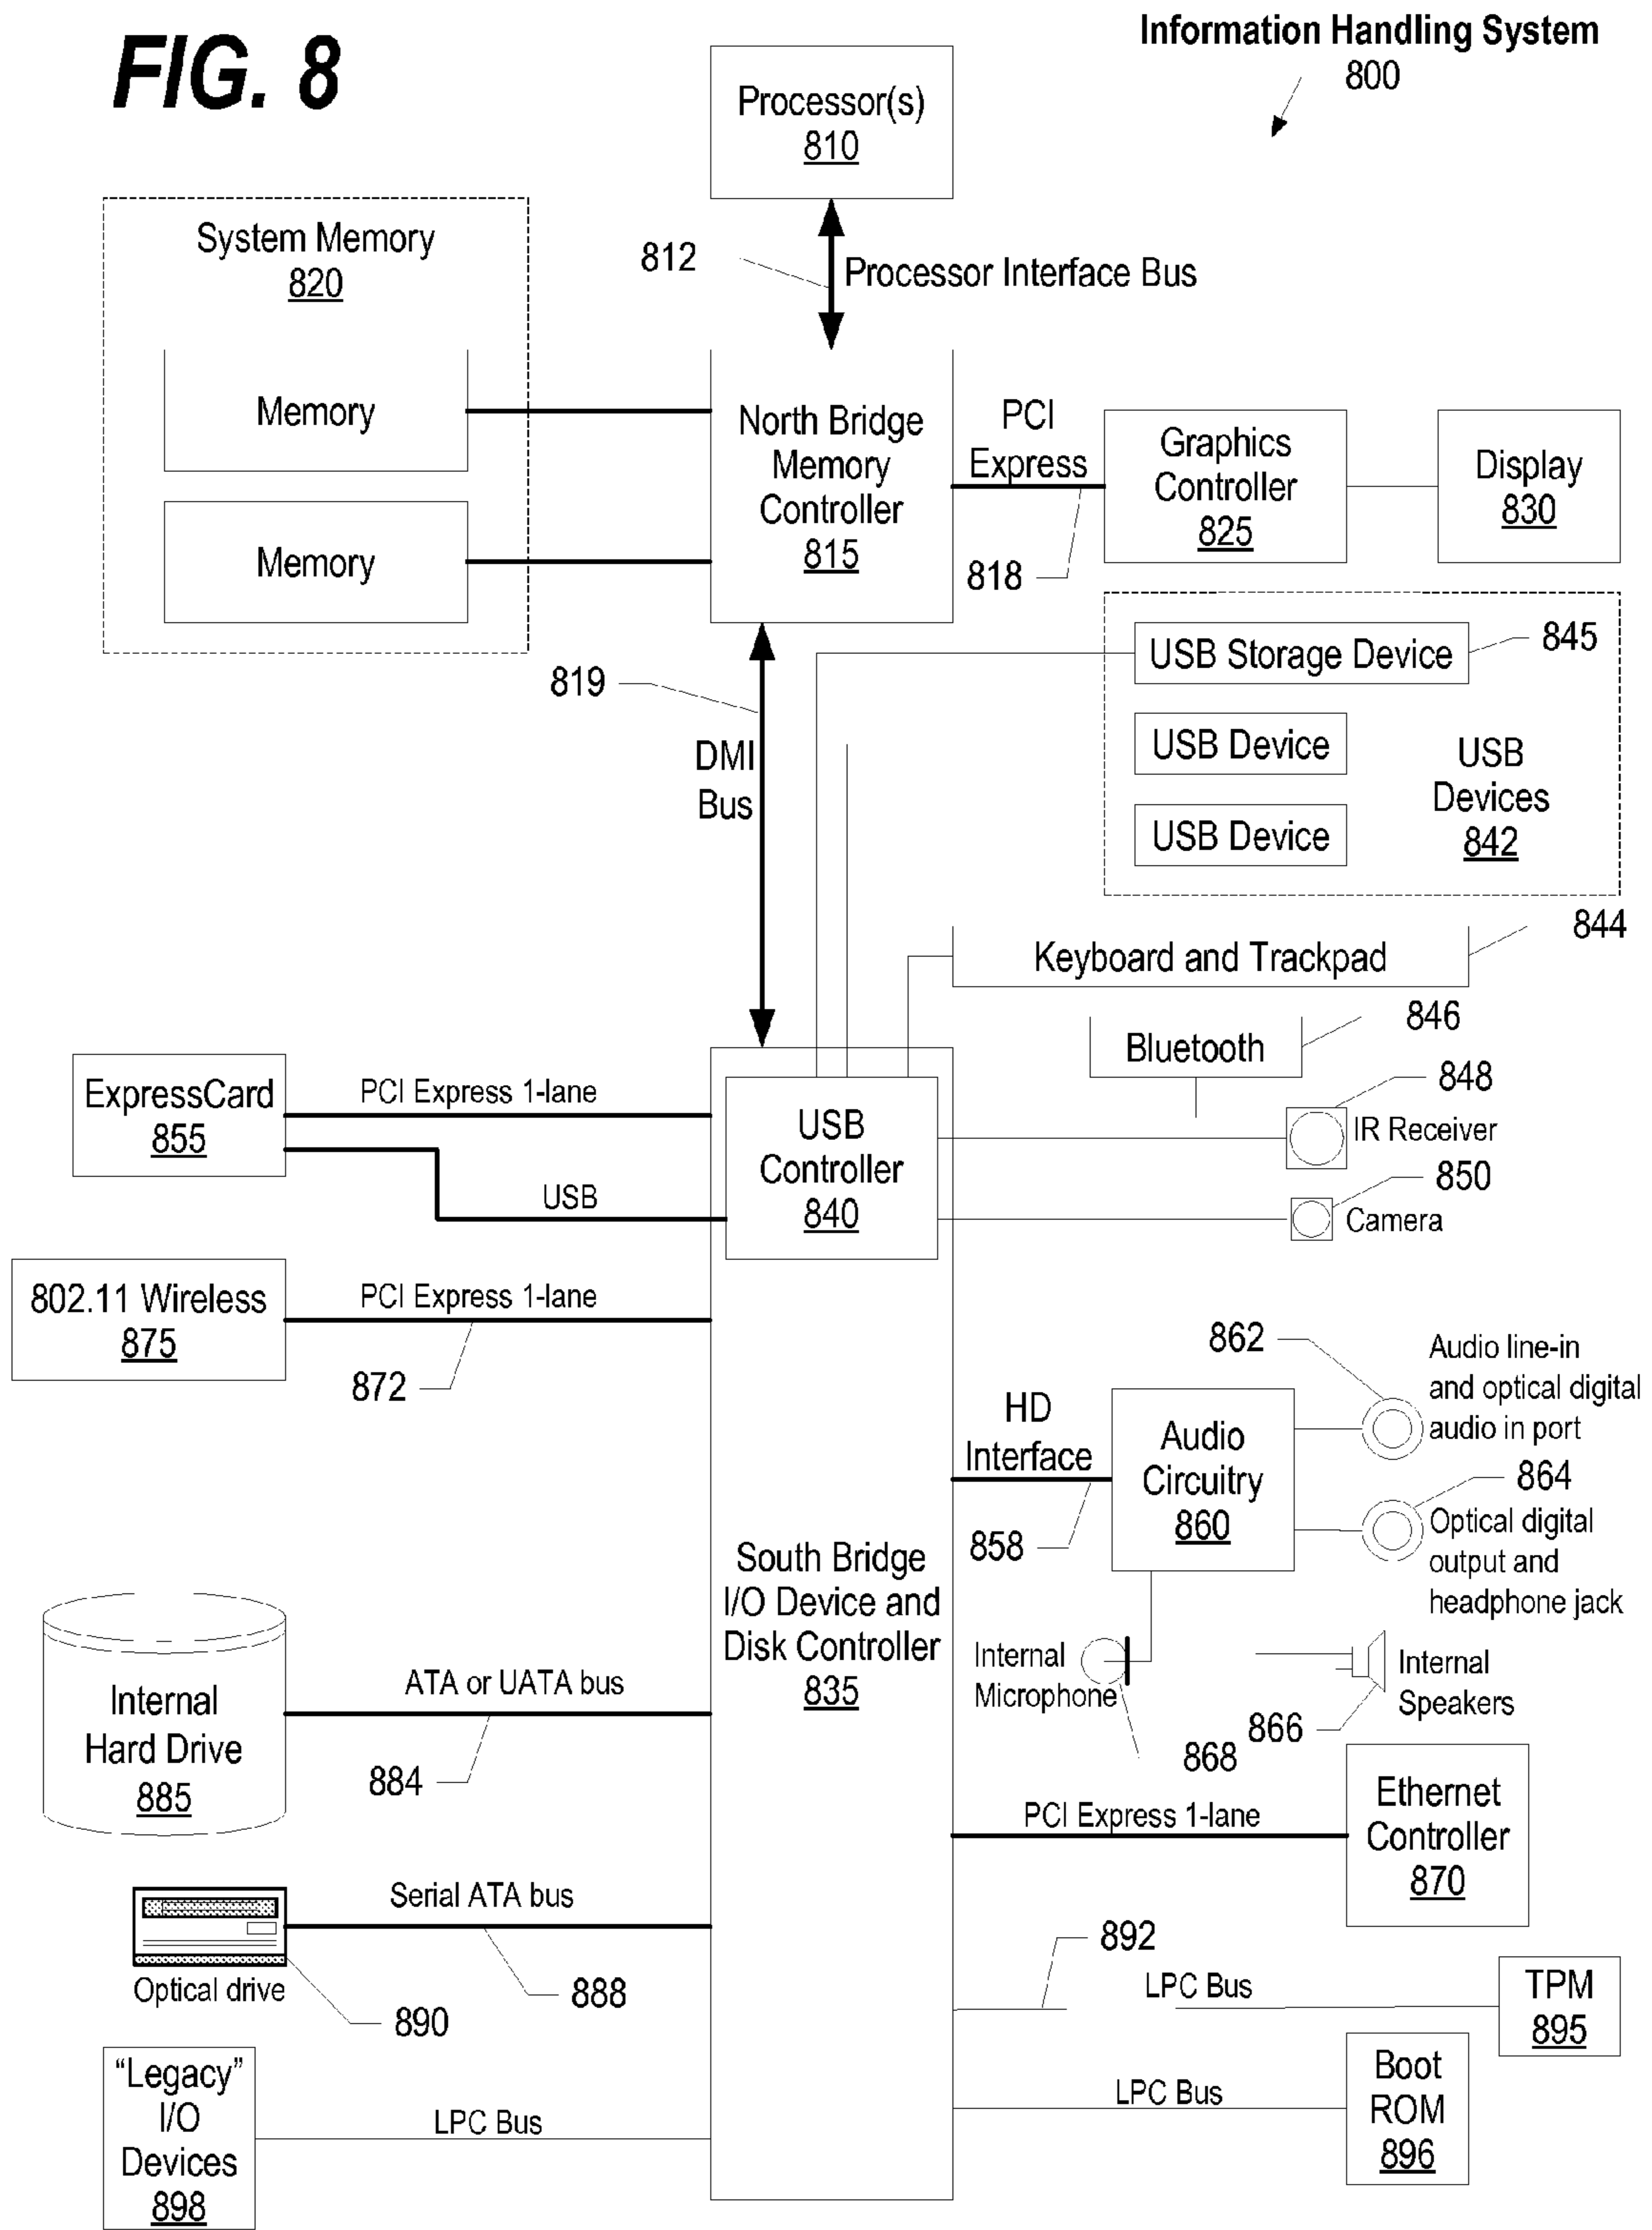 FIG. 8
Information Handling System
800
Processor(s)
810
System Memory
820
812
Processor Interface Bus
Memory
Memory
North Bridge
Memory
Controller
815
PCI
Express
818
Graphics
Controller
825
Display
830
819
DMI
Bus
USB Storage Device
845
USB Device
USB Device
USB
Devices
842
Keyboard and Trackpad
844
Bluetooth
846
848
IR Receiver
850
Camera
ExpressCard
855
PCI Express 1-lane
USB
USB
Controller
840
802.11 Wireless
875
PCI Express 1-lane
872
862
Audio line-in
and optical digital
audio in port
HD
Interface
858
Audio
Circuitry
860
864
Optical digital
output and
headphone jack
South Bridge
I/O Device and
Disk Controller
835
Internal
Microphone
868
Internal
Speakers
866
Internal
Hard Drive
885
ATA or UATA bus
884
PCI Express 1-lane
Ethernet
Controller
870
Serial ATA bus
888
Optical drive
890
892
LPC Bus
TPM
895
"Legacy"
I/O
Devices
898
LPC Bus
LPC Bus
Boot
ROM
896